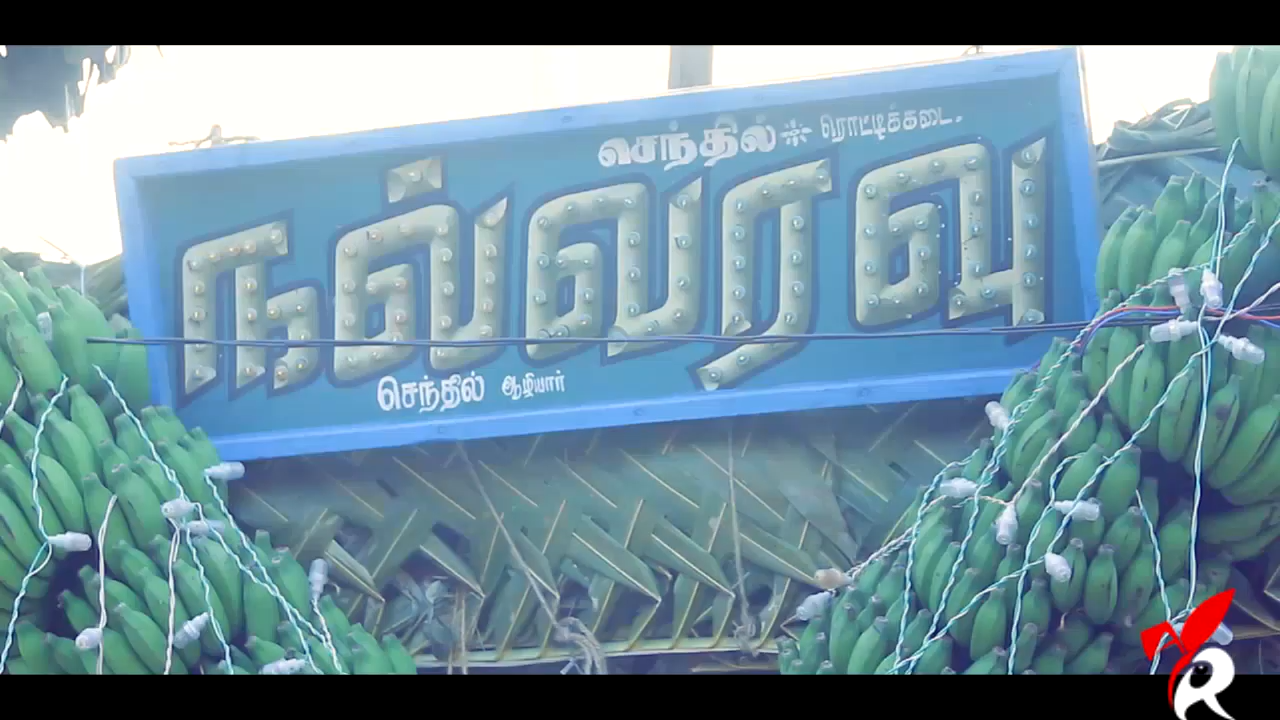 செந்தில் ரொட்டிக்கடை.
நல்வரவு
செந்தில் ஆழியார்
R